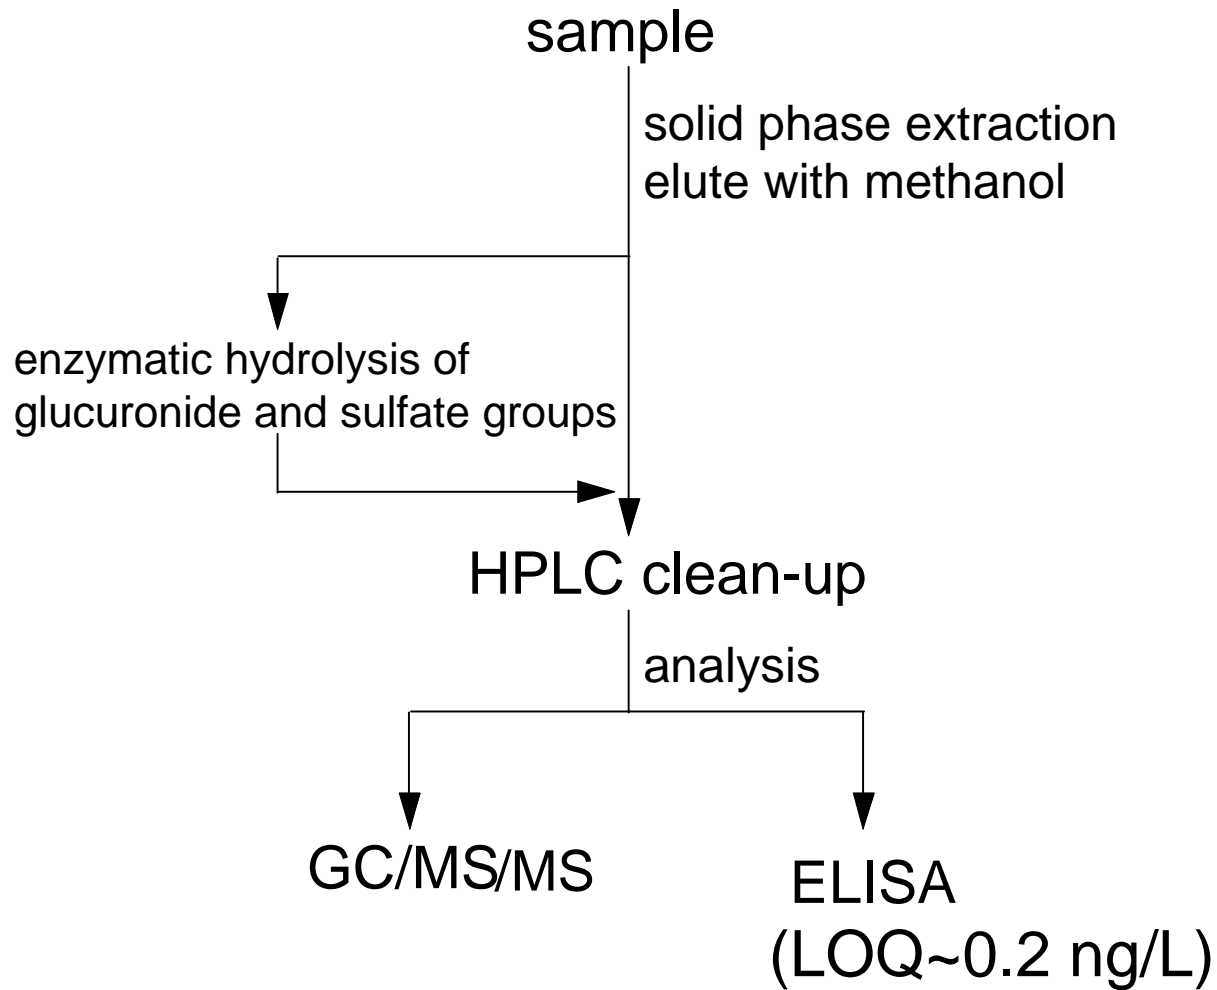 sample
solid phase extraction
elute with methanol
enzymatic hydrolysis of
glucuronide and sulfate groups
HPLC clean-up
analysis
GC/MS/MS
ELISA
(LOQ~0.2 ng/L)